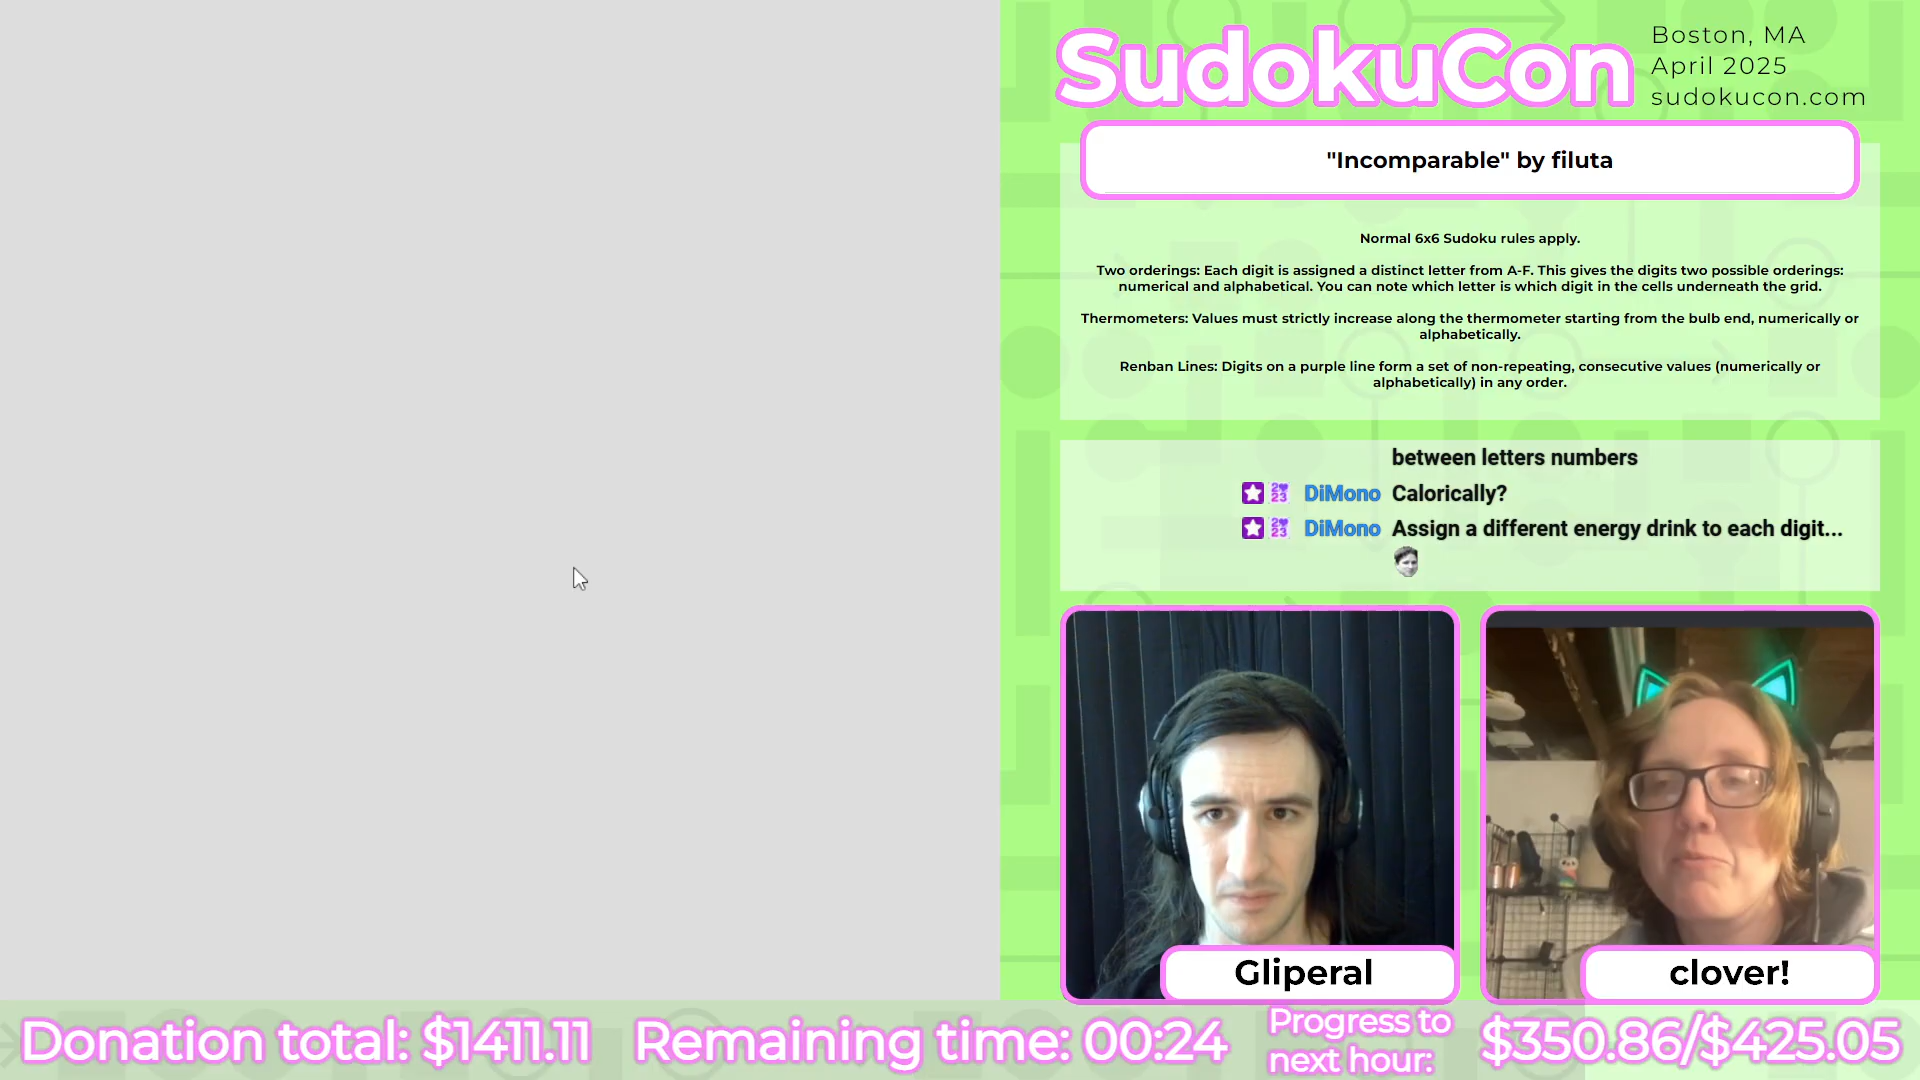 SudokuCon
Boston, MA
April 2025
sudokucon.com
"Incomparable" by filuta
Normal 6x6 Sudoku rules apply.
Two orderings: Each digit is assigned a distinct letter from A-F. This gives the digits two possible orderings:
numerical and alphabetical. You can note which letter is which digit in the cells underneath the grid.
Thermometers: Values must strictly increase along the thermometer starting from the bulb end, numerically or
alphabetically.
Renban Lines: Digits on a purple line form a set of non-repeating, consecutive values (numerically or
alphabetically) in any order.
between letters numbers
2023 DiMono Calorically?
2023 DiMono Assign a different energy drink to each digit...
Gliperal
clover!
Donation total: $1411.11
Remaining time: 00:24
Progress to
next hour:
$350.86/$425.05